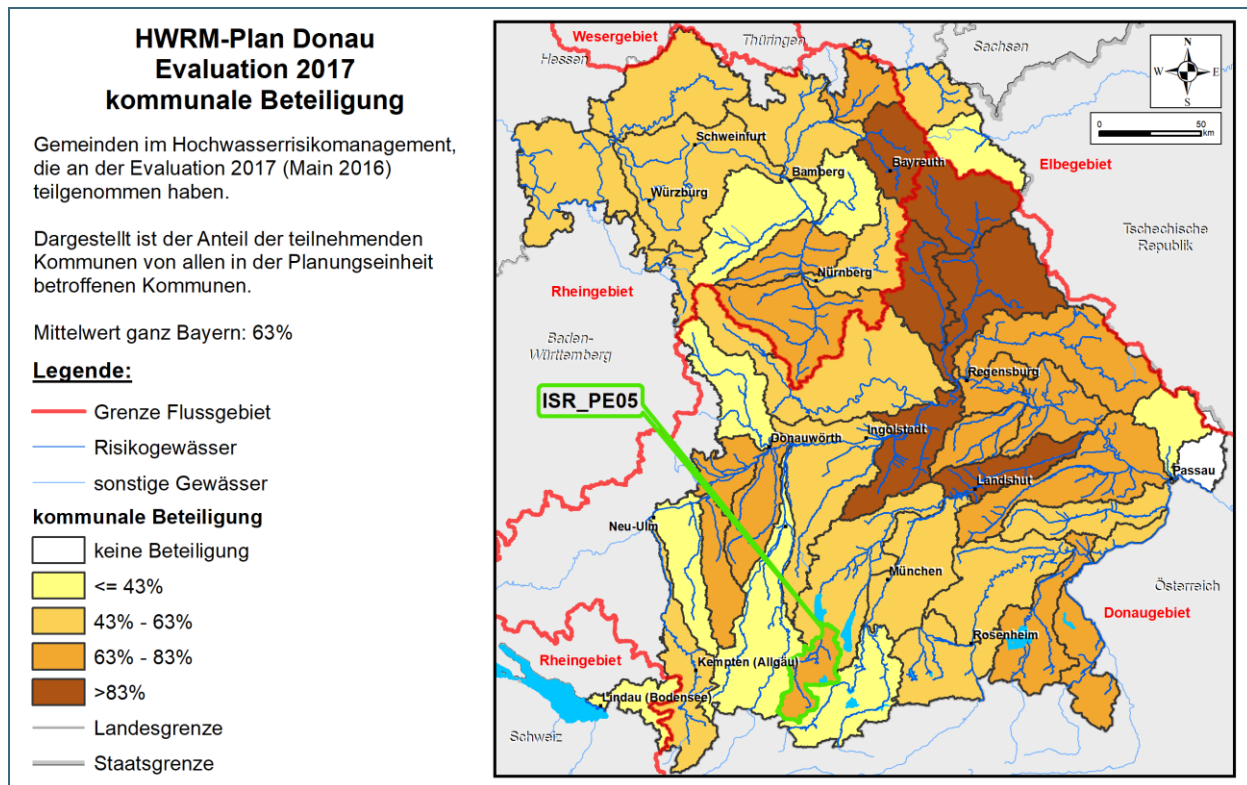 HWRM-Plan Donau
Evaluation 2017
kommunale Beteiligung
Gemeinden im Hochwasserrisikomanagement,
die an der Evaluation 2017 (Main 2016)
teilgenommen haben.
Dargestellt ist der Anteil der teilnehmenden
Kommunen von allen in der Planungseinheit
betroffenen Kommunen.
Mittelwert ganz Bayern: 63%
Legende:
Grenze Flussgebiet
Risikogewässer
sonstige Gewässer
kommunale Beteiligung
keine Beteiligung
<= 43%
43% - 63%
63% - 83%
>83%
Landesgrenze
Staatsgrenze
Wesergebiet
Thüringen
Hessen
Sachsen
N
W E
S
0 50
km
Schweinfurt
Bayreuth
Elbegebiet
Bamberg
Würzburg
Tschechische
Republik
Nürnberg
Rheingebiet
Baden-
Württemberg
Regensburg
ISR_PE05
Ingolstadt
Donauwörth
Passau
Landshut
Neu-Ulm
München
Österreich
Donaugebiet
Rosenheim
Rheingebiet
Kempten (Allgäu)
Lindau (Bodensee)
Schweiz